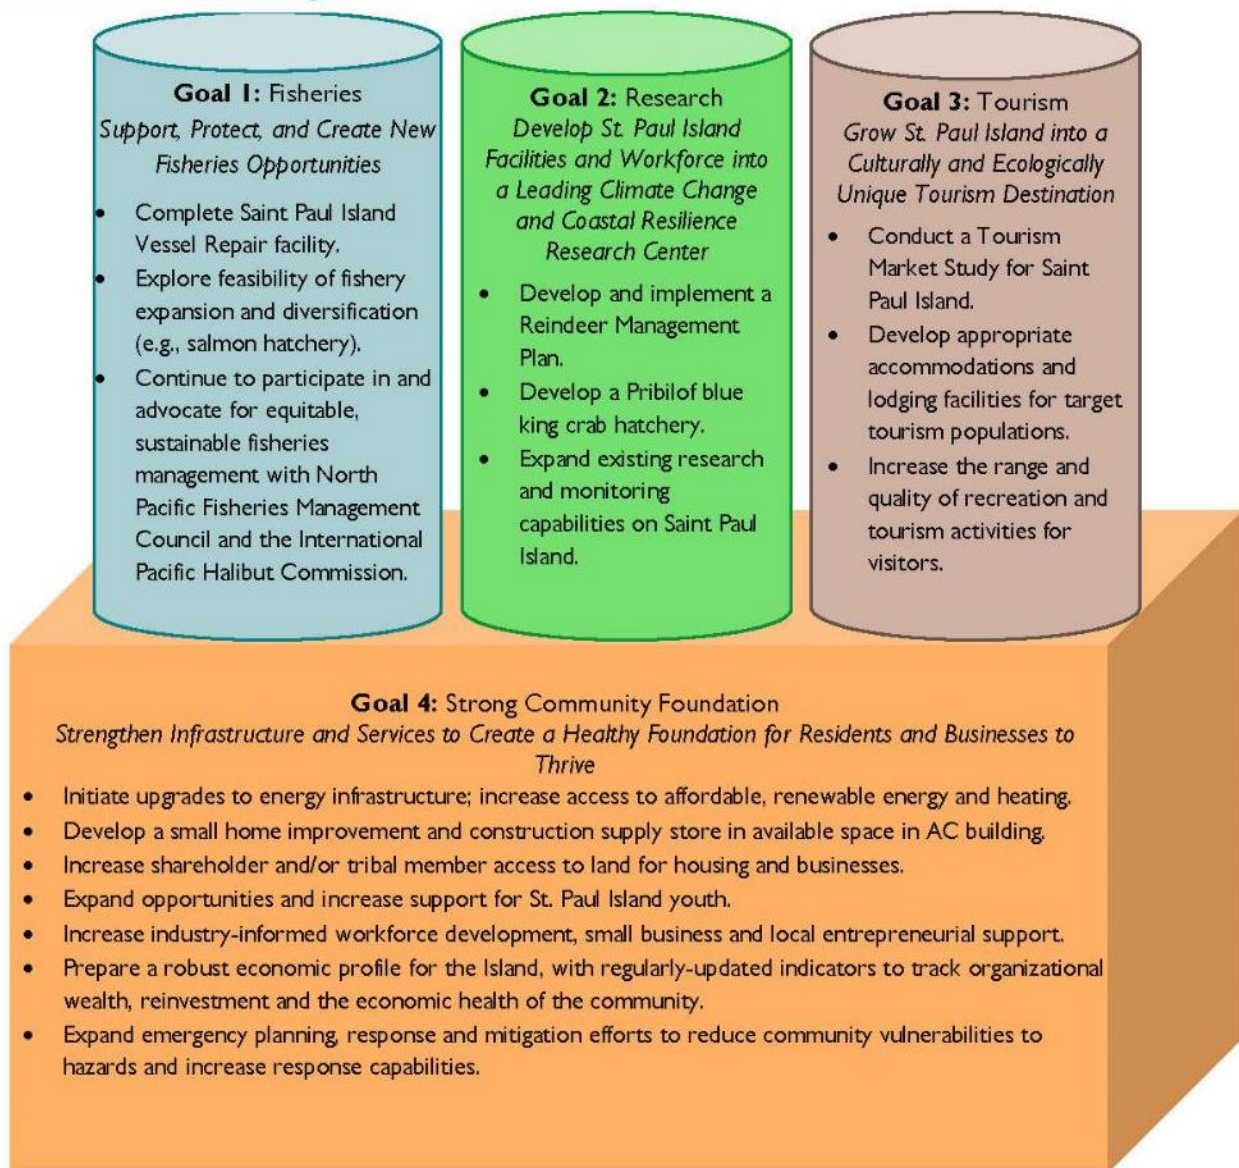 Goal 1: Fisheries
Support, Protect, and Create New
Fisheries Opportunities
• Complete Saint Paul Island
Vessel Repair facility.
• Explore feasibility of fishery
expansion and diversification
(e.g., salmon hatchery).
• Continue to participate in and
advocate for equitable,
sustainable fisheries
management with North
Pacific Fisheries Management
Council and the International
Pacific Halibut Commission.
Goal 2: Research
Develop St. Paul Island
Facilities and Workforce into
a Leading Climate Change
and Coastal Resilience
Research Center
• Develop and implement a
Reindeer Management
Plan.
• Develop a Pribilof blue
king crab hatchery.
• Expand existing research
and monitoring
capabilities on Saint Paul
Island.
Goal 3: Tourism
Grow St. Paul Island into a
Culturally and Ecologically
Unique Tourism Destination
• Conduct a Tourism
Market Study for Saint
Paul Island.
• Develop appropriate
accommodations and
lodging facilities for target
tourism populations.
• Increase the range and
quality of recreation and
tourism activities for
visitors.
Goal 4: Strong Community Foundation
Strengthen Infrastructure and Services to Create a Healthy Foundation for Residents and Businesses to
Thrive
• Initiate upgrades to energy infrastructure; increase access to affordable, renewable energy and heating.
• Develop a small home improvement and construction supply store in available space in AC building.
• Increase shareholder and/or tribal member access to land for housing and businesses.
• Expand opportunities and increase support for St. Paul Island youth.
• Increase industry-informed workforce development, small business and local entrepreneurial support.
• Prepare a robust economic profile for the Island, with regularly-updated indicators to track organizational
wealth, reinvestment and the economic health of the community.
• Expand emergency planning, response and mitigation efforts to reduce community vulnerabilities to
hazards and increase response capabilities.